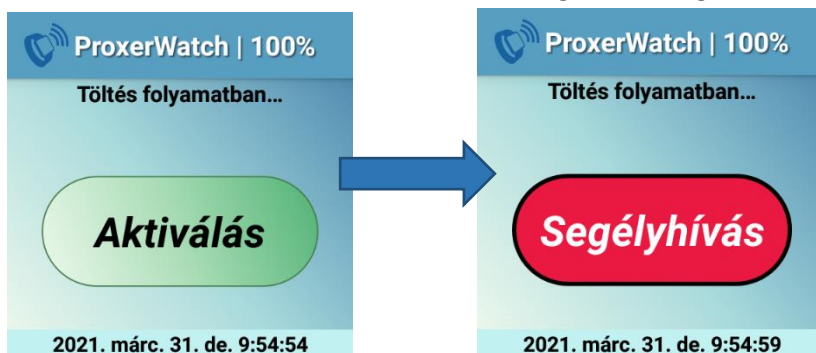 ProxerWatch | 100%
Töltés folyamatban...
Aktiválás
2021. márc. 31. de. 9:54:54
ProxerWatch | 100%
Töltés folyamatban...
Segélyhívás
2021. márc. 31. de. 9:54:59